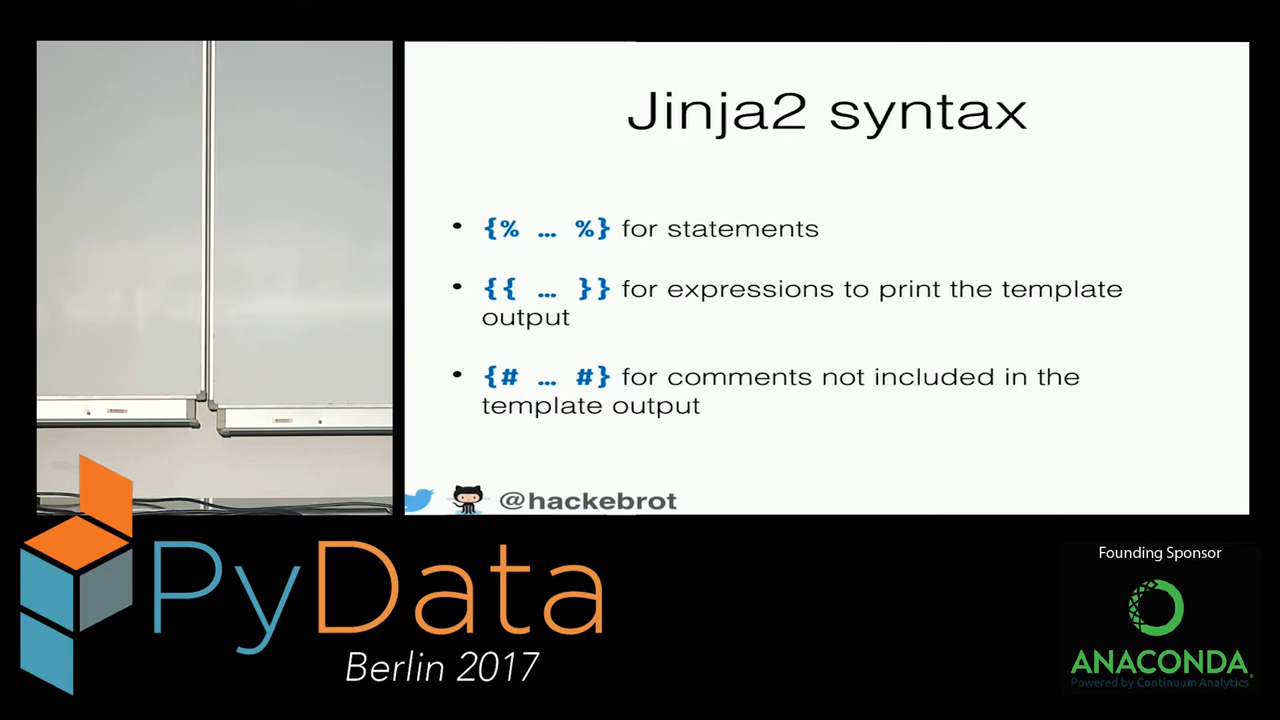 Jinja2 syntax
• {% … %} for statements
• {{ … }} for expressions to print the template
output
• {# … #} for comments not included in the
template output
@hackebrot
PyData
Berlin 2017
Founding Sponsor
ANACONDA
Powered by Continuum Analytics